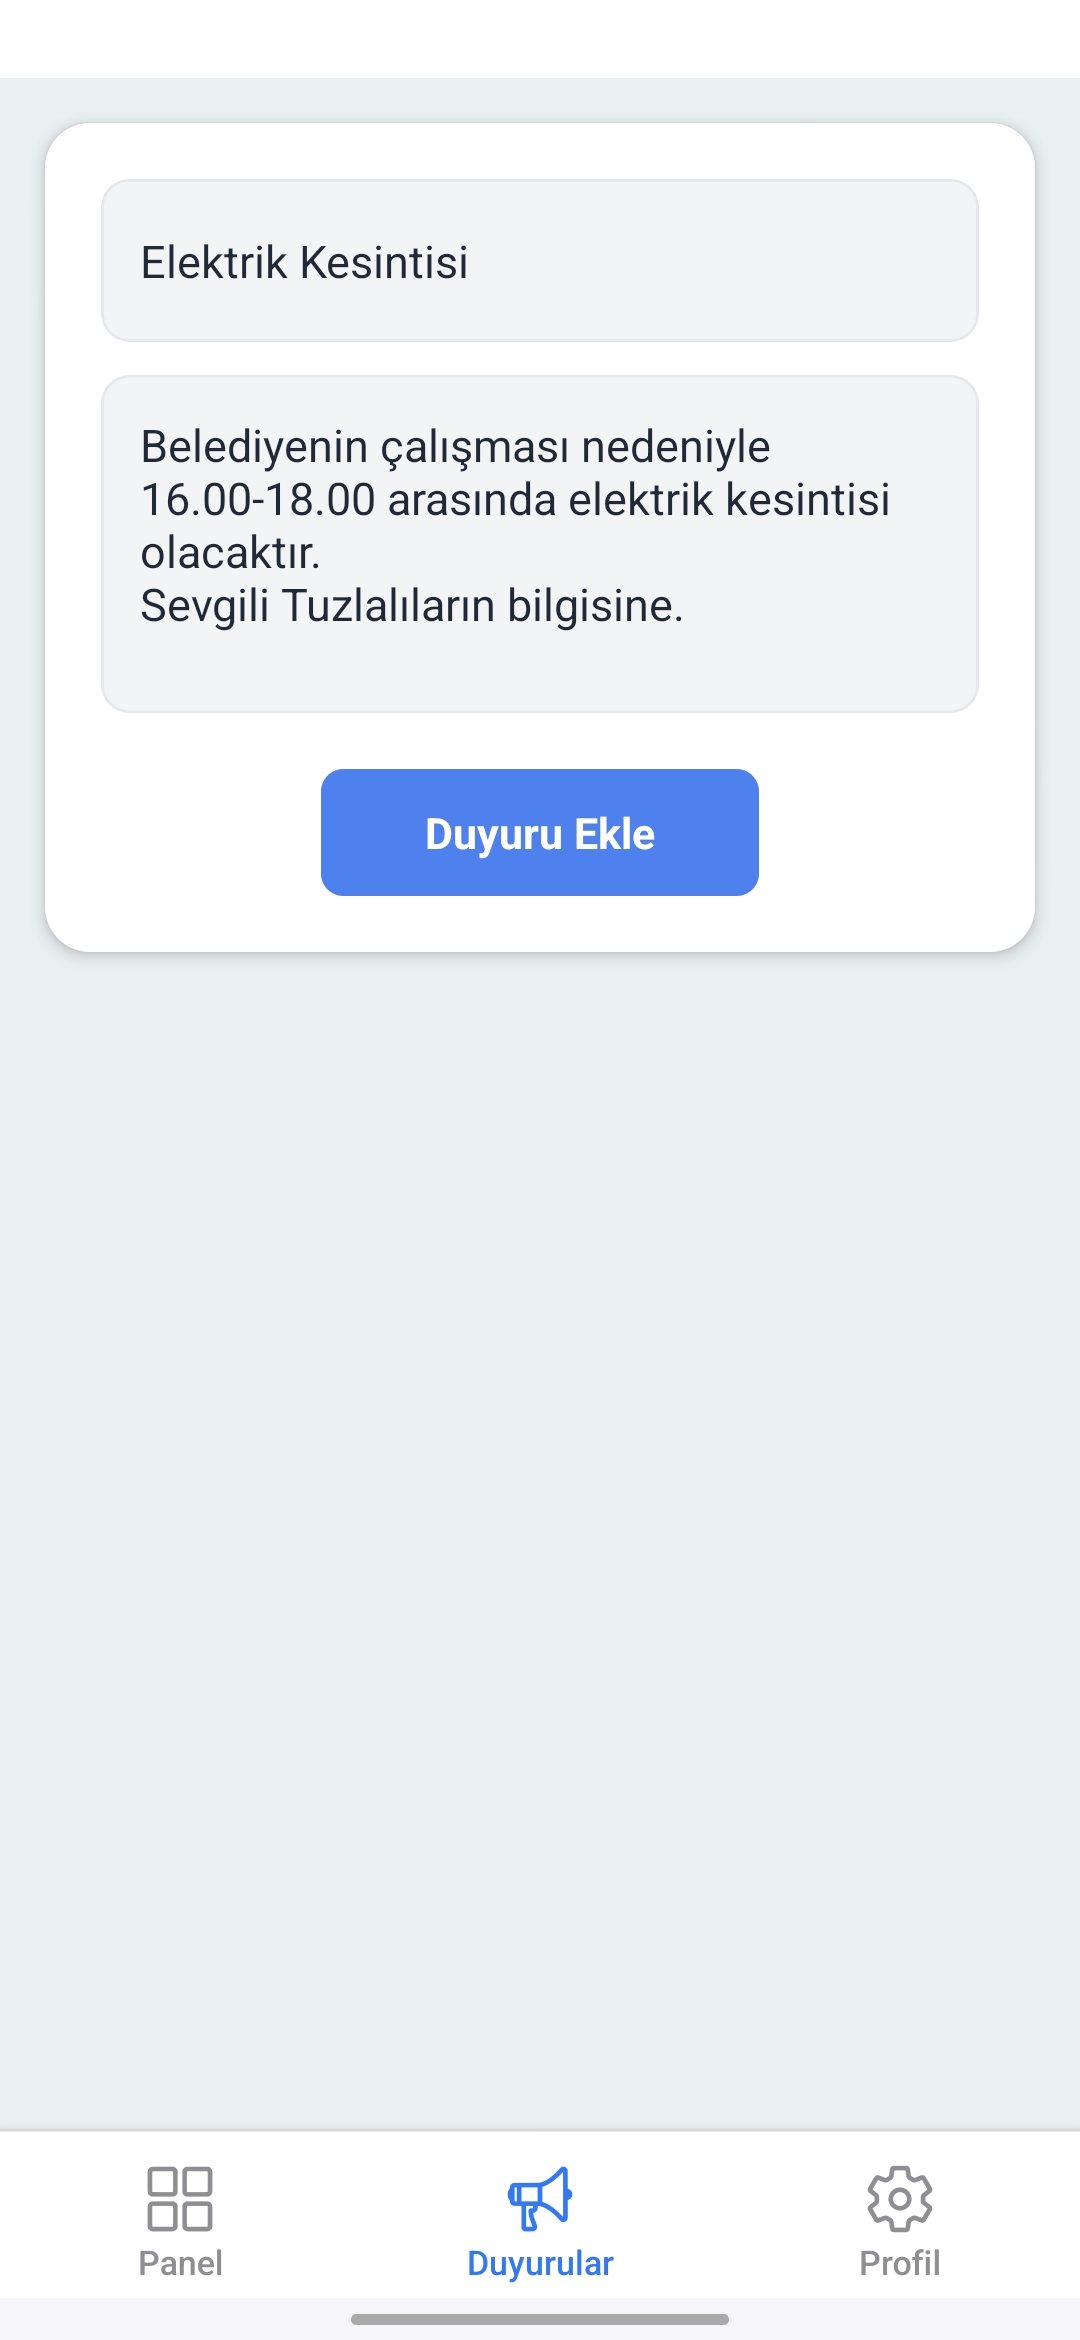 Elektrik Kesintisi
Belediyenin çalışması nedeniyle
16.00-18.00 arasında elektrik kesintisi
olacaktır.
Sevgili Tuzlalıların bilgisine.
Duyuru Ekle
Panel
Duyurular
Profil